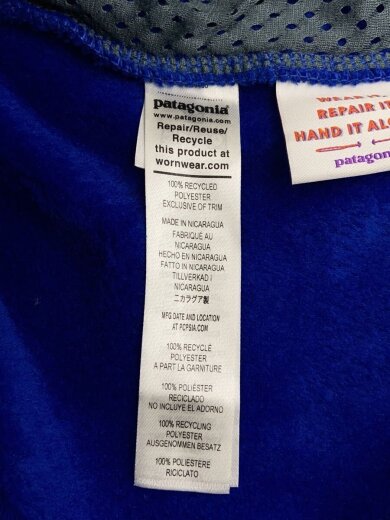 patagonia
www.patagonia.com
Repair/Reuse/
Recycle
this product at
wornwear.com
100% RECYCLED
POLYESTER
EXCLUSIVE OF TRIM
MADE IN NICARAGUA
FABRIQUÉ AU
NICARAGUA
HECHO EN NICARAGUA
FATTO IN NICARAGUA
TILLVERKAD I
NICARAGUA
ニカラグア製
MFG DATE AND LOCATION
AT PCPSIA.COM
100% RECYCLÉ
POLYESTER
A PART LA GARNITURE
100% POLIÉSTER
RECICLADO
NO INCLUYE EL ADORNO
100% RECYCLING
POLYESTER
AUSGENOMMEN BESATZ
100% POLIESTERE
RICICLATO
REPAIR
HAND IT
patagon